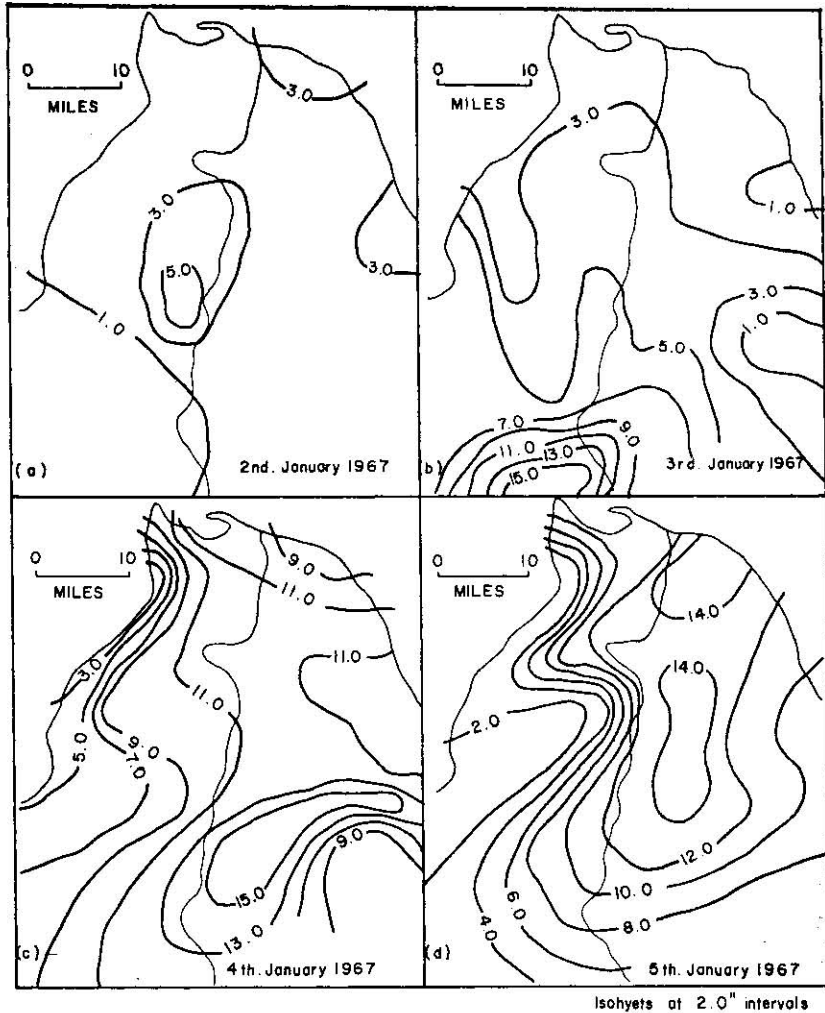 0 10
MILES
3.0
3.0
3.0
5.0
1.0
(a)
2nd. January 1967
0 10
MILES
3.0
1.0
3.0
1.0
5.0
7.0
9.0
11.0
13.0
15.0
b)
3rd. January 1967
0 10
MILES
9.0
11.0
3.0
11.0
11.0
5.0
9.0
7.0
9.0
15.0
13.0
(c)
4th. January 1967
0 10
MILES
14.0
14.0
2.0
12.0
10.0
6.0
8.0
4.0
(d)
5th. January 1967
Isohyets at 2.0" intervals